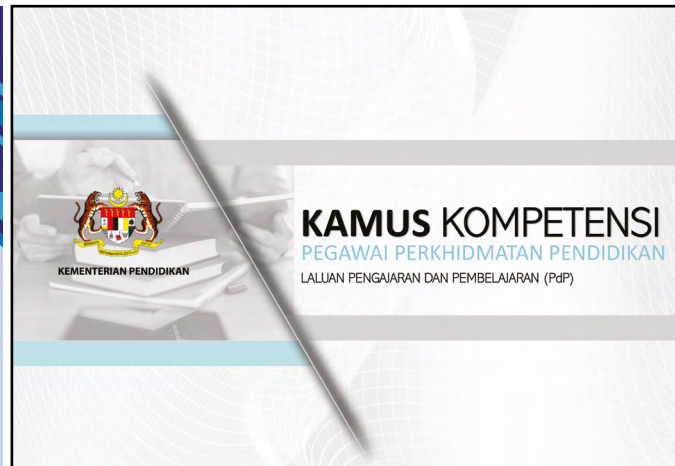 KEMENTERIAN PENDIDIKAN
KAMUS KOMPETENSI
PEGAWAI PERKHIDMATAN PENDIDIKAN
LALUAN PENGAJARAN DAN PEMBELAJARAN (PdP)